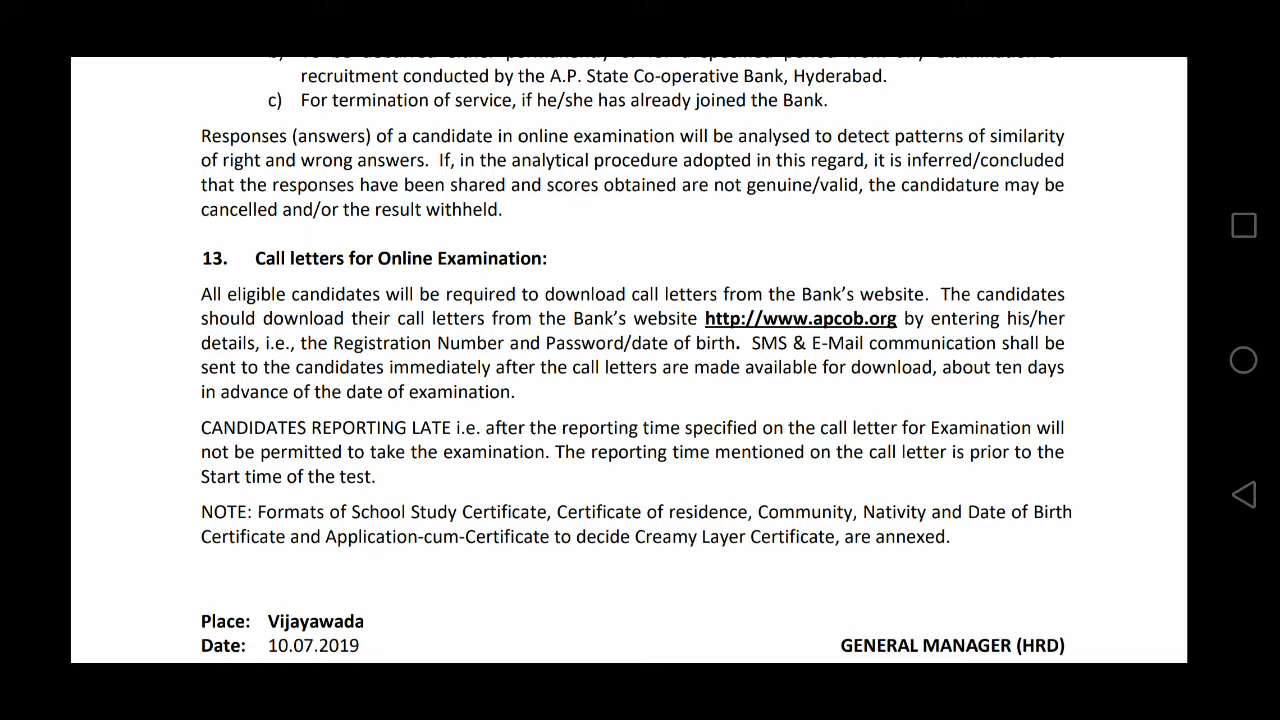 recruitment conducted by the A.P. State Co-operative Bank, Hyderabad.
c) For termination of service, if he/she has already joined the Bank.
Responses (answers) of a candidate in online examination will be analysed to detect patterns of similarity
of right and wrong answers. If, in the analytical procedure adopted in this regard, it is inferred/concluded
that the responses have been shared and scores obtained are not genuine/valid, the candidature may be
cancelled and/or the result withheld.
13. Call letters for Online Examination:
All eligible candidates will be required to download call letters from the Bank’s website. The candidates
should download their call letters from the Bank’s website http://www.apcob.org by entering his/her
details, i.e., the Registration Number and Password/date of birth. SMS & E-Mail communication shall be
sent to the candidates immediately after the call letters are made available for download, about ten days
in advance of the date of examination.
CANDIDATES REPORTING LATE i.e. after the reporting time specified on the call letter for Examination will
not be permitted to take the examination. The reporting time mentioned on the call letter is prior to the
Start time of the test.
NOTE: Formats of School Study Certificate, Certificate of residence, Community, Nativity and Date of Birth
Certificate and Application-cum-Certificate to decide Creamy Layer Certificate, are annexed.
Place: Vijayawada
Date: 10.07.2019 GENERAL MANAGER (HRD)